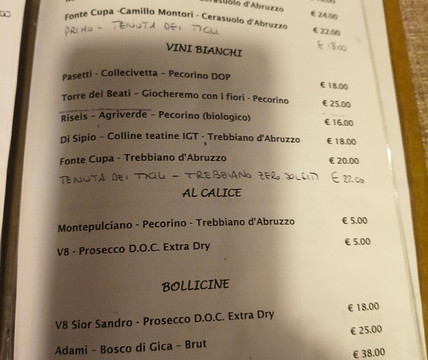 Cerasuolo d'Abruzzo
€ 24.00
Fonte Cupa -Camillo Montori - Cerasuolo d'Abruzzo € 22.00
PRIMO - TENUTA DEI TIGLI € 18.00
VINI BIANCHI
Pasetti - Collecivetta - Pecorino DOP € 18.00
Torre dei Beati - Giocheremo con i fiori - Pecorino € 25.00
Riseis - Agriverde - Pecorino (biologico) € 16.00
Di Sipio - Colline teatine IGT - Trebbiano d'Abruzzo € 18.00
Fonte Cupa - Trebbiano d'Abruzzo € 20.00
TENUTA DEI TIGLI - TREBBIANO ZERO SOLFITI € 22.00
AL CALICE
Montepulciano - Pecorino - Trebbiano d'Abruzzo € 5.00
V8 - Prosecco D.O.C. Extra Dry € 5.00
BOLLICINE
V8 Sior Sandro - Prosecco D.O.C. Extra Dry € 18.00
Adami - Bosco di Gica - Brut € 25.00
€ 38.00